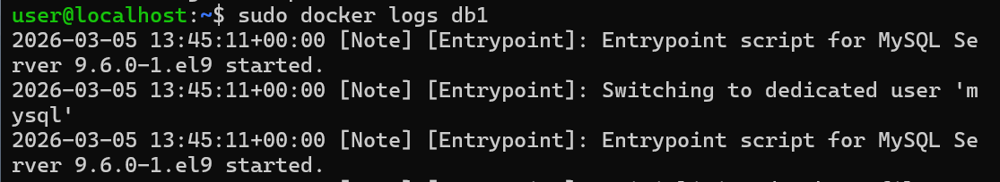 user@localhost:~$ sudo docker logs db1
2026-03-05 13:45:11+00:00 [Note] [Entrypoint]: Entrypoint script for MySQL Se
rver 9.6.0-1.el9 started.
2026-03-05 13:45:11+00:00 [Note] [Entrypoint]: Switching to dedicated user 'm
ysql'
2026-03-05 13:45:11+00:00 [Note] [Entrypoint]: Entrypoint script for MySQL Se
rver 9.6.0-1.el9 started.